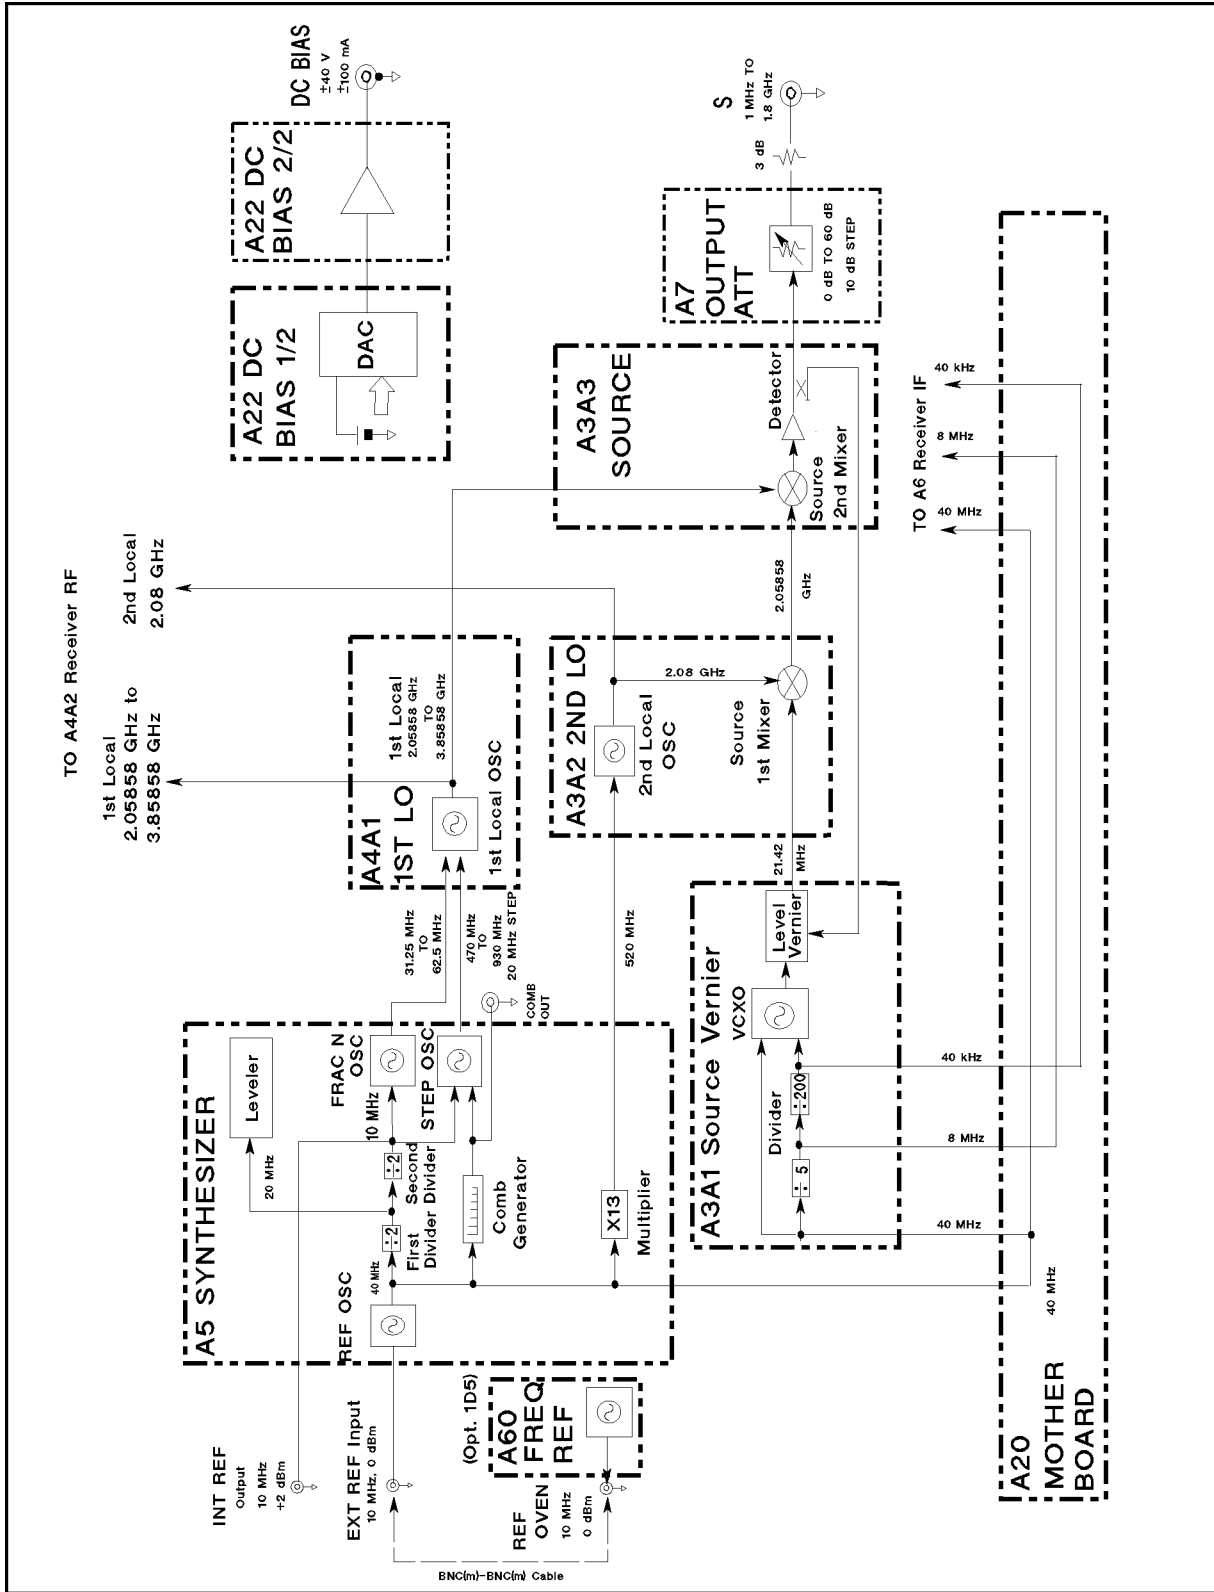 INT REF
Output
10 MHz
+2 dBm
EXT REF Input
10 MHz, 0 dBm
REF
OVEN
10 MHz
0 dBm
BNC(m)-BNC(m) Cable
(Opt. 1D5)
A60
FREQ
REF
A5 SYNTHESIZER
REF OSC
40 MHz
÷2
First
Divider
20 MHz
Leveler
÷2
Second
Divider
10 MHz
FRAC N
OSC
STEP OSC
Comb
Generator
X13
Multiplier
COMB
OUT
31.25 MHz
TO
62.5 MHz
470 MHz
TO
930 MHz
20 MHz STEP
520 MHz
A4A1
1ST LO
1st Local OSC
1st Local
2.05858 GHz
TO
3.85858 GHz
TO A4A2 Receiver RF
1st Local
2.05858 GHz to
3.85858 GHz
2nd Local
2.08 GHz
A3A2 2ND LO
2nd Local
OSC
2.08 GHz
Source
1st Mixer
21.42
MHz
2.05858
GHz
A3A1 Source Vernier
÷5
Divider
÷200
VCXO
Level
Vernier
40 MHz
8 MHz
40 kHz
A3A3
SOURCE
Source
2nd Mixer
Detector
A7
OUTPUT
ATT
0 dB TO 60 dB
10 dB STEP
3 dB
S
1 MHz TO
1.8 GHz
A22 DC
BIAS 1/2
DAC
A22 DC
BIAS 2/2
DC BIAS
±40 V
±100 mA
TO A6 Receiver IF
40 MHz
8 MHz
40 kHz
A20
MOTHER
BOARD
40 MHz